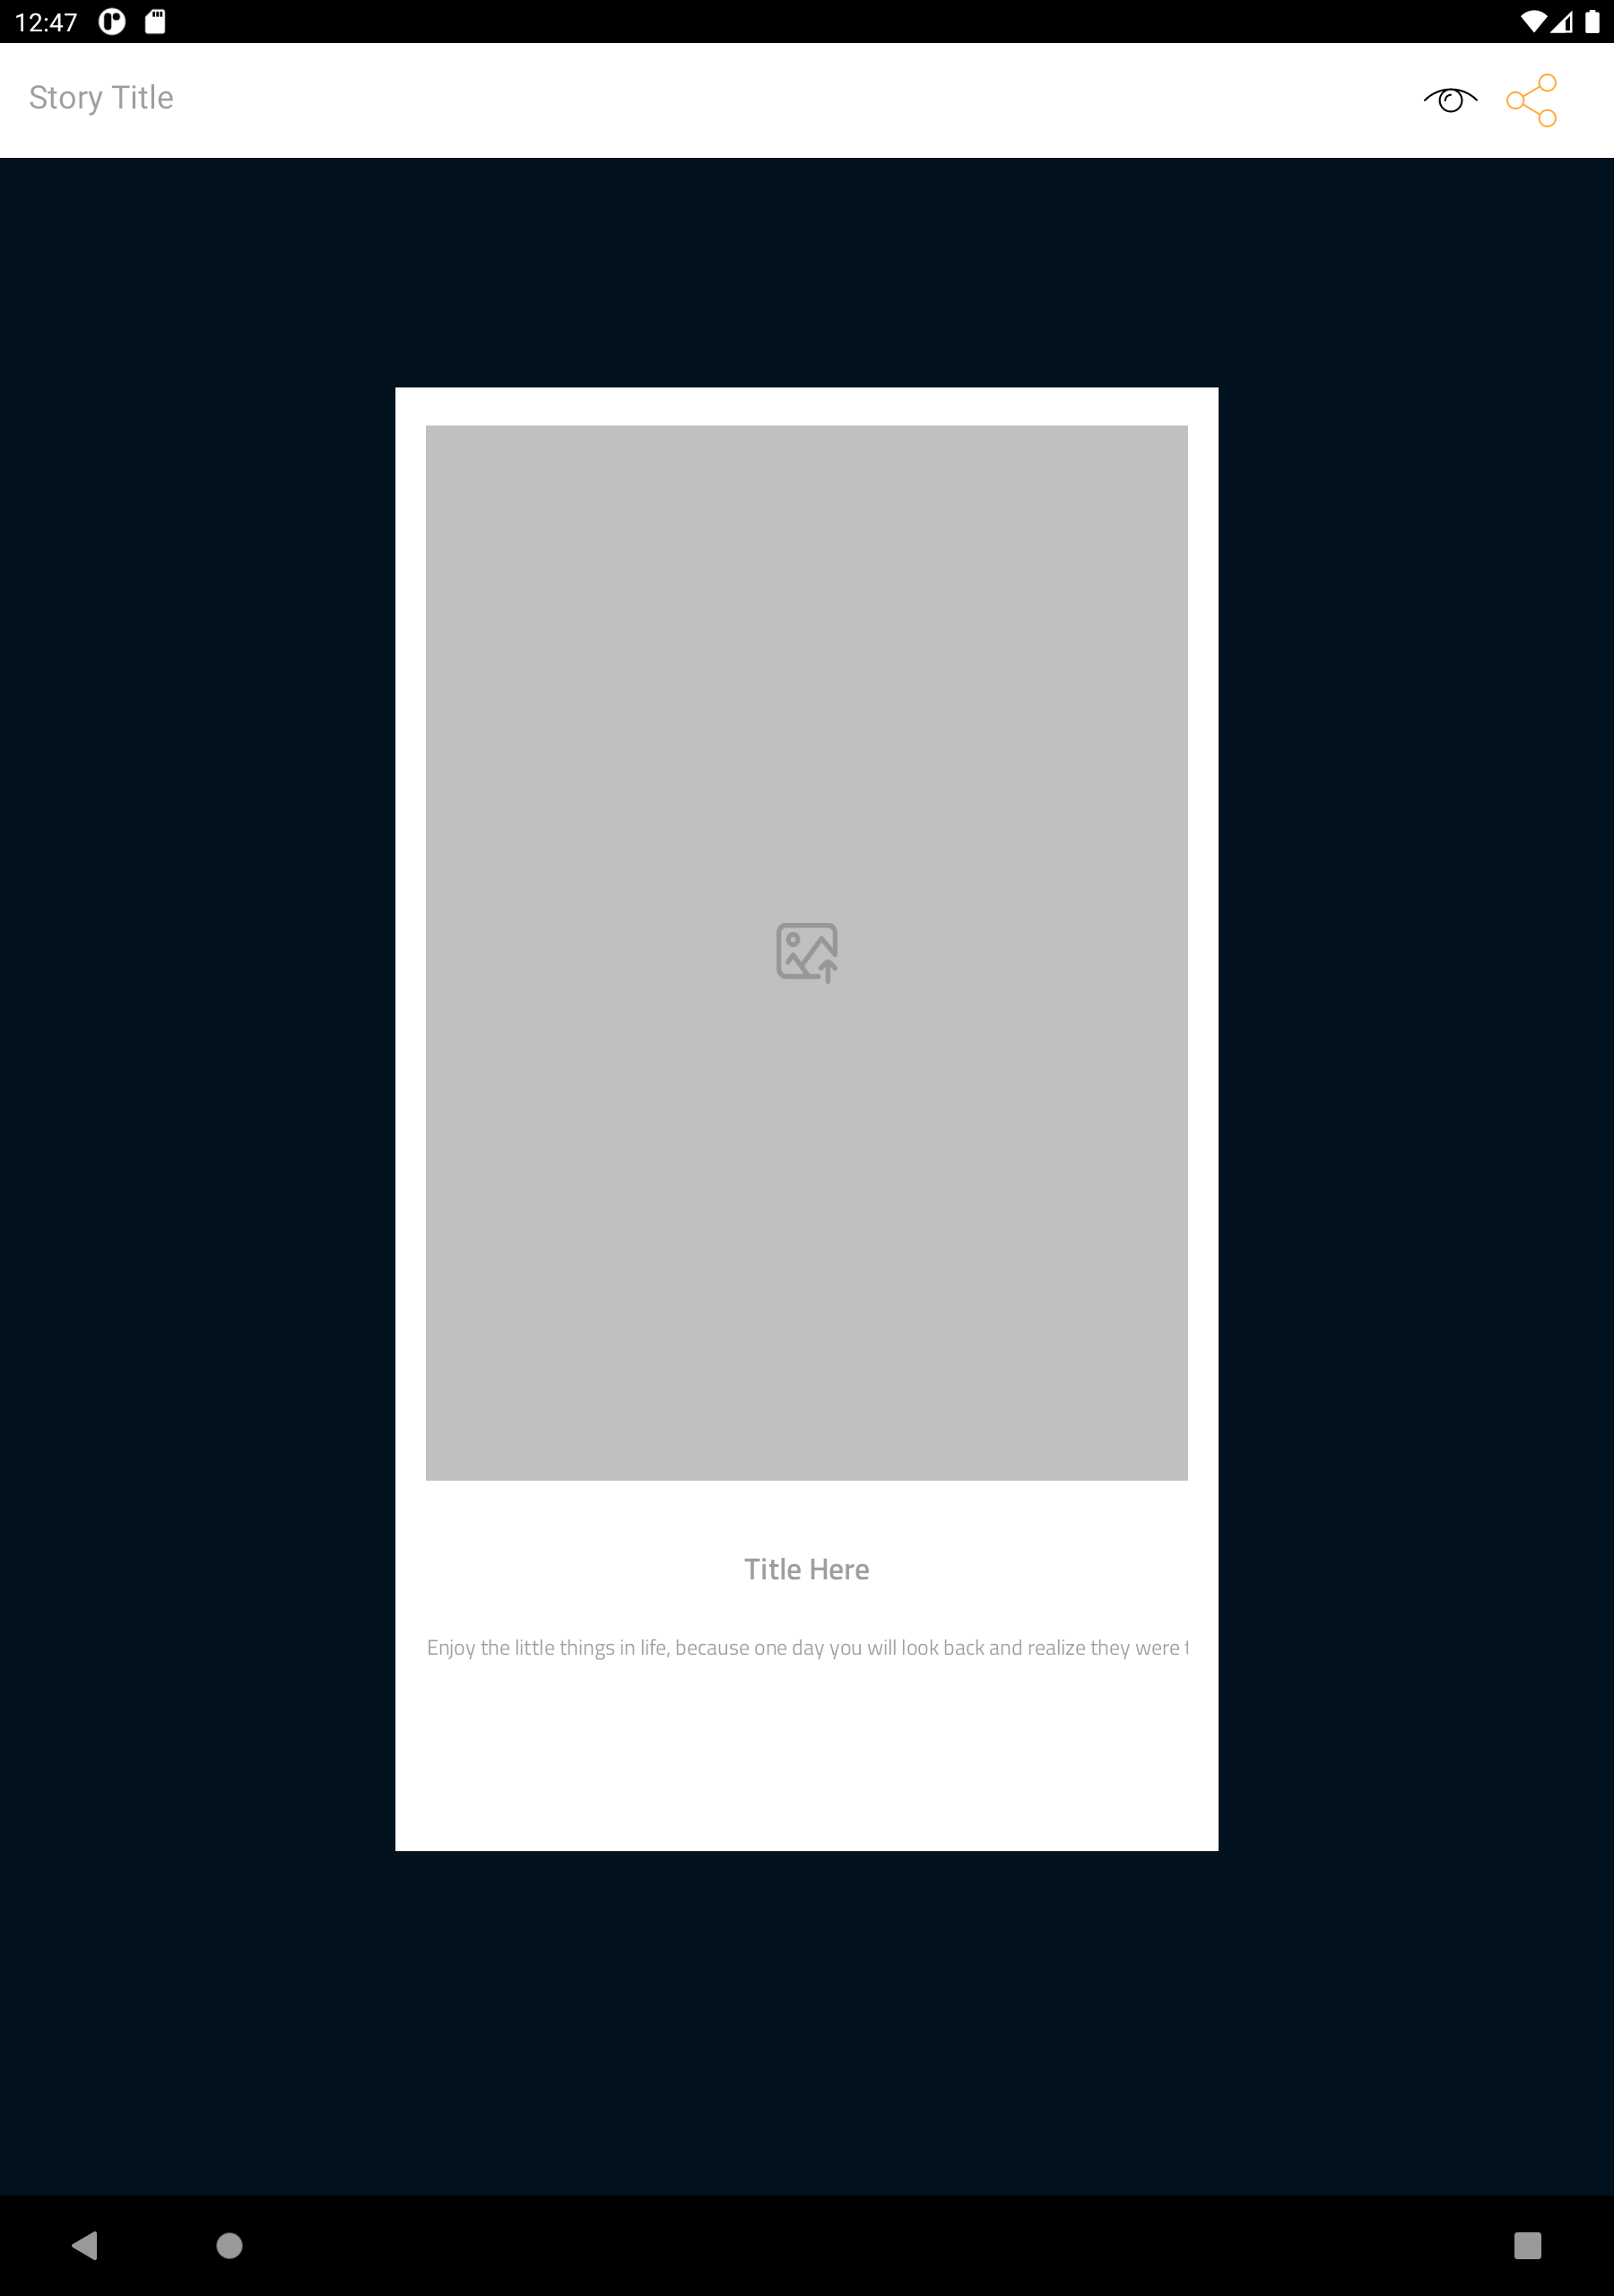 12:47
Story Title
Title Here
Enjoy the little things in life, because one day you will look back and realize they were